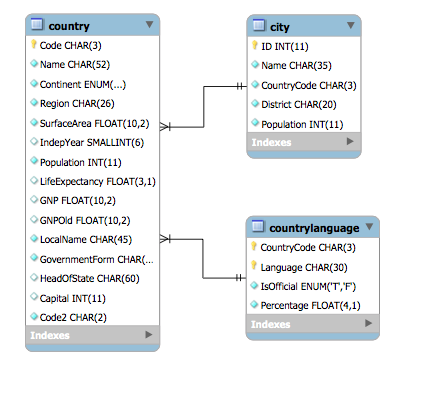 country
Code CHAR(3)
Name CHAR(52)
Continent ENUM(...)
Region CHAR(26)
SurfaceArea FLOAT(10,2)
IndepYear SMALLINT(6)
Population INT(11)
LifeExpectancy FLOAT(3,1)
GNP FLOAT(10,2)
GNPOld FLOAT(10,2)
LocalName CHAR(45)
GovernmentForm CHAR(...
HeadOfState CHAR(60)
Capital INT(11)
Code2 CHAR(2)
Indexes
city
ID INT(11)
Name CHAR(35)
CountryCode CHAR(3)
District CHAR(20)
Population INT(11)
Indexes
countrylanguage
CountryCode CHAR(3)
Language CHAR(30)
IsOfficial ENUM('T','F')
Percentage FLOAT(4,1)
Indexes